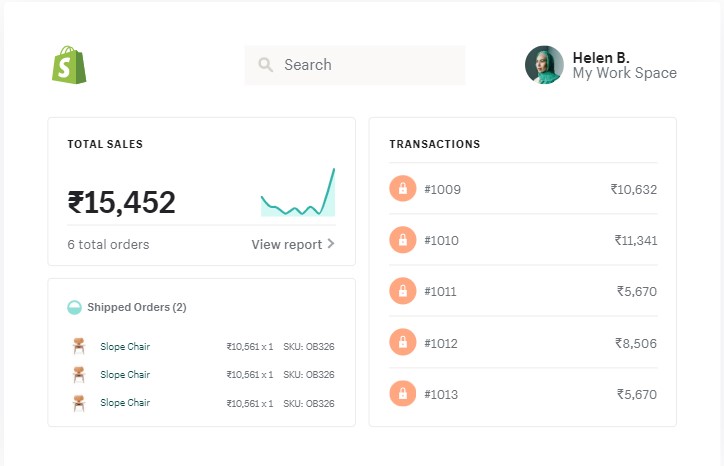 S
Search
Helen B.
My Work Space
TOTAL SALES
₹15,452
6 total orders
View report
Shipped Orders (2)
Slope Chair ₹10,561 x 1 SKU: OB326
Slope Chair ₹10,561 x 1 SKU: OB326
Slope Chair ₹10,561 x 1 SKU: OB326
TRANSACTIONS
#1009 ₹10,632
#1010 ₹11,341
#1011 ₹5,670
#1012 ₹8,506
#1013 ₹5,670